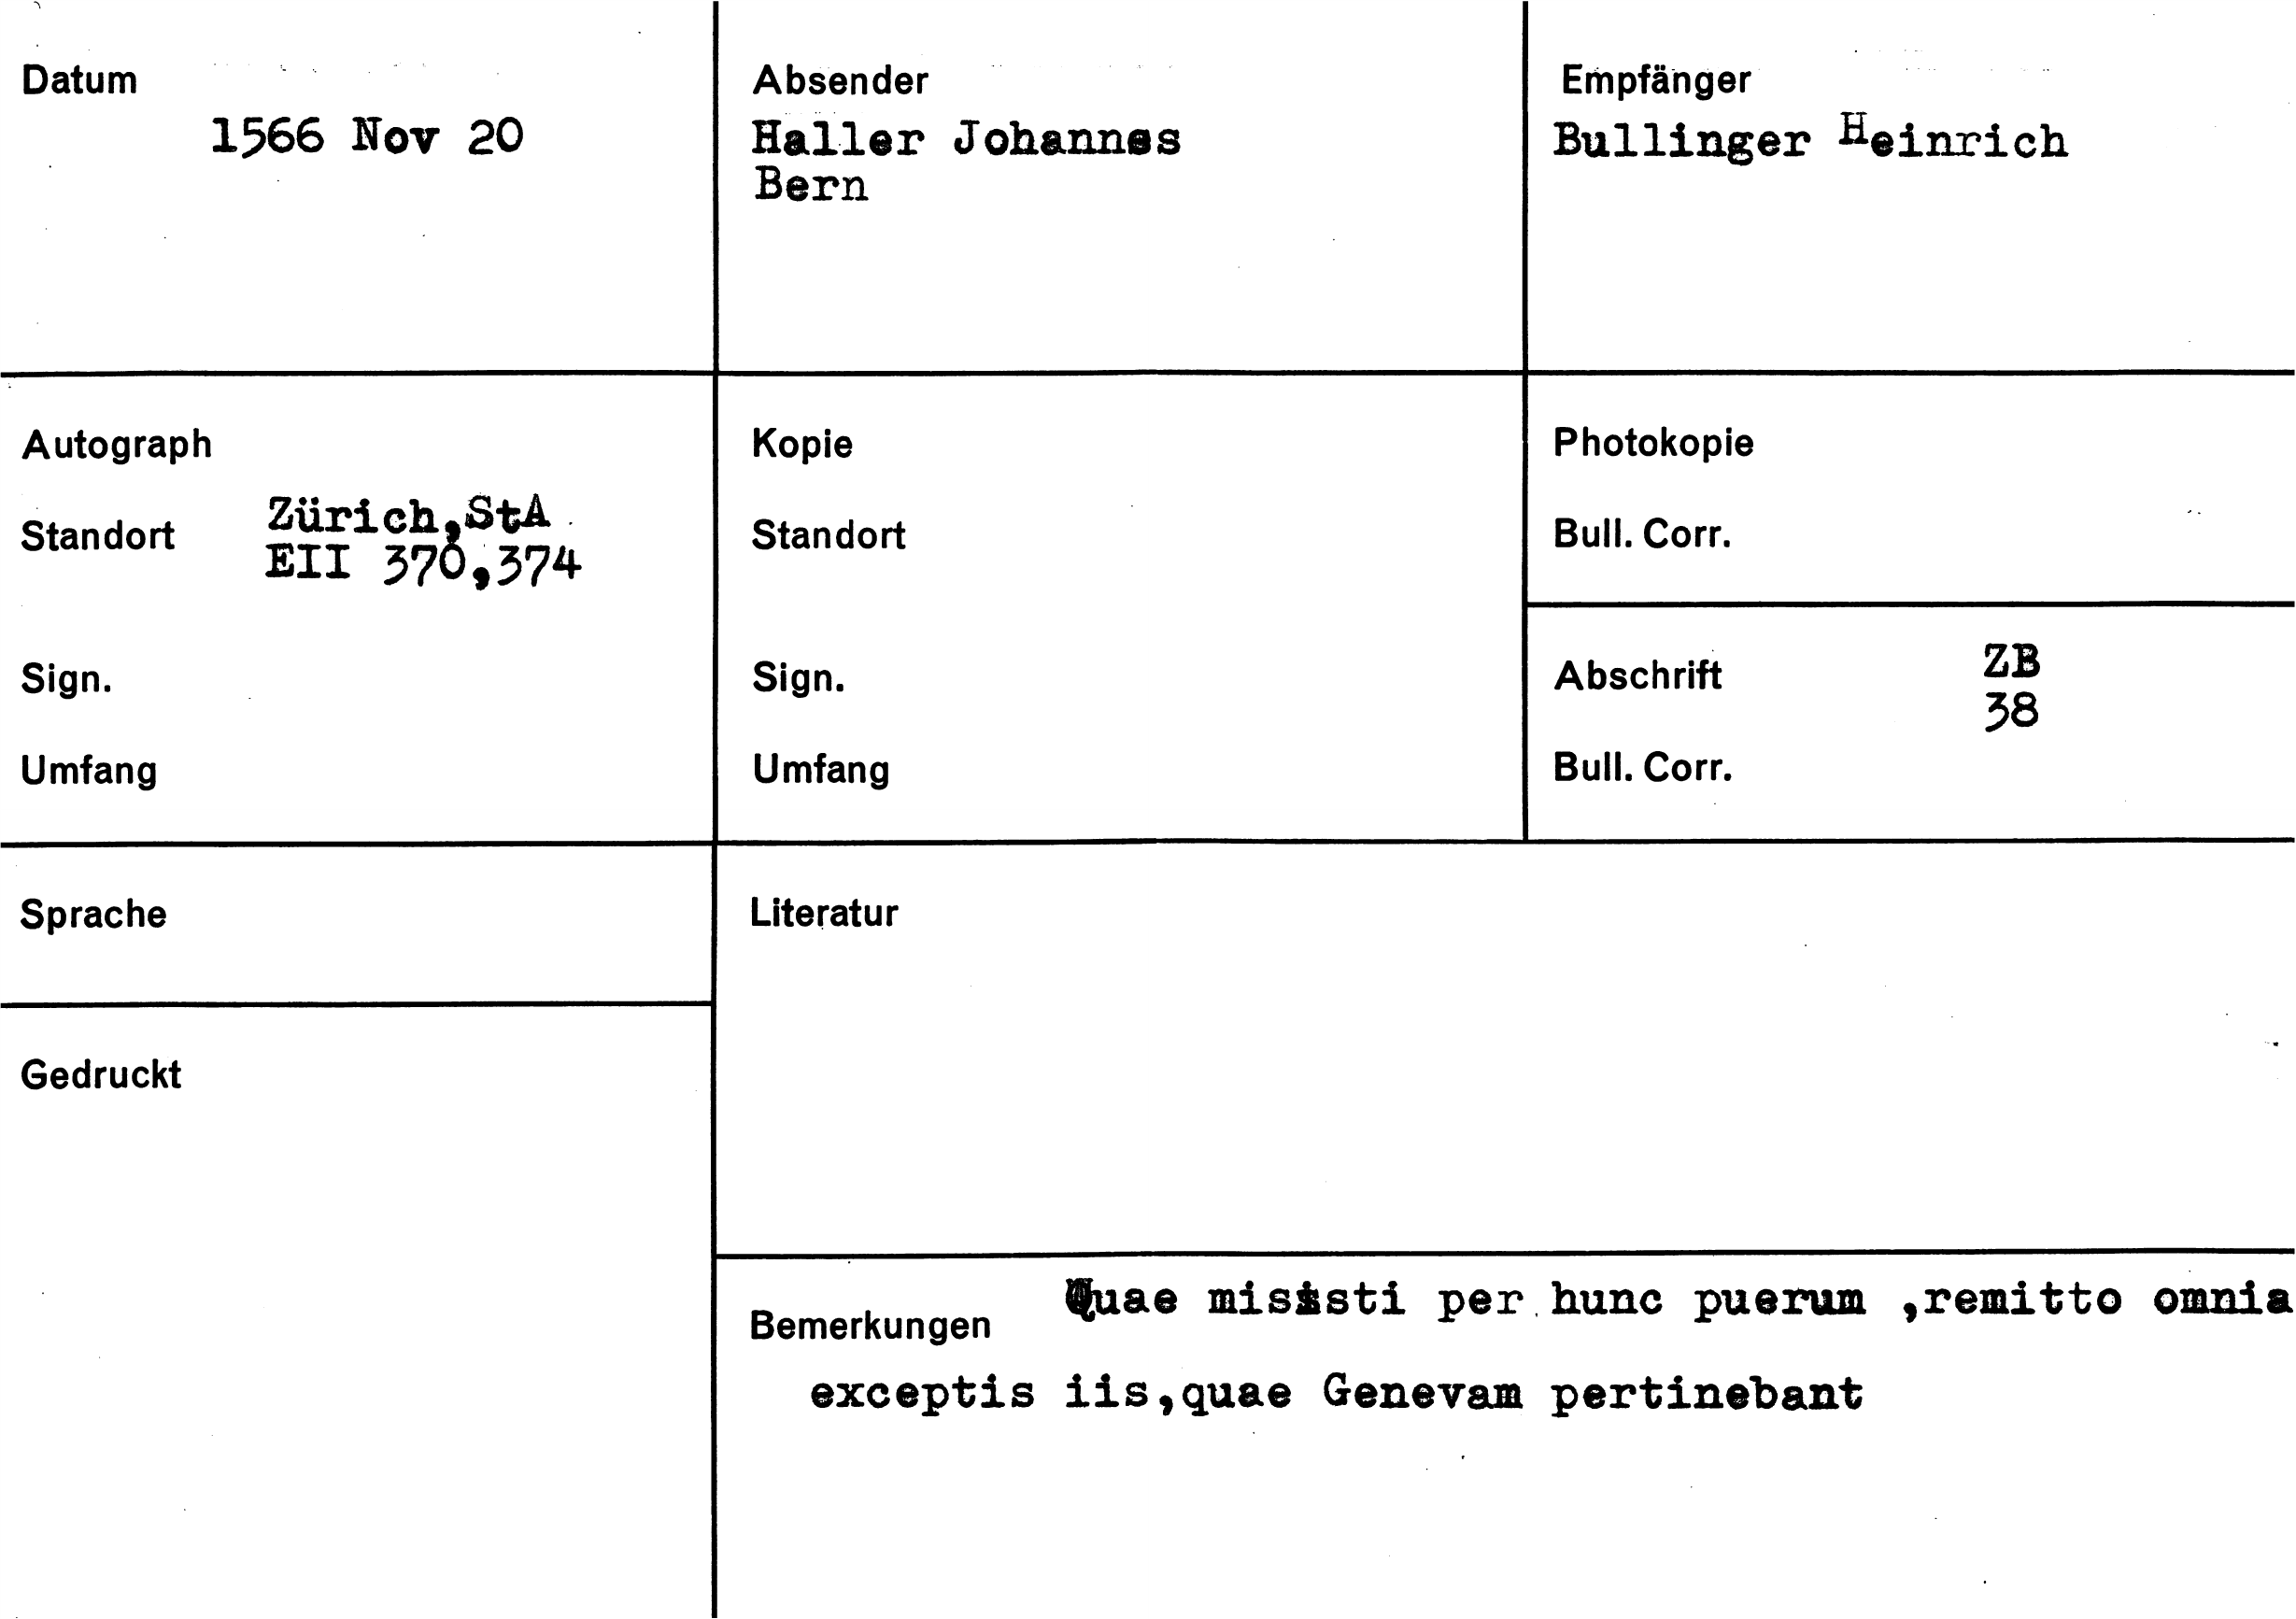 Datum
1566 Nov 20
Absender
Haller Johannes
Bern
Empfänger
Bullinger Heinrich
Autograph
Standort
Zürich,StA
EII 370,374
Sign.
Umfang
Kopie
Standort
Sign.
Umfang
Photokopie
Bull. Corr.
Abschrift
ZB
38
Bull. Corr.
Sprache
Gedruckt
Literatur
Bemerkungen
Quae misisti per hunc puerum ,remitto omnia
exceptis iis,quae Genevam pertinebant